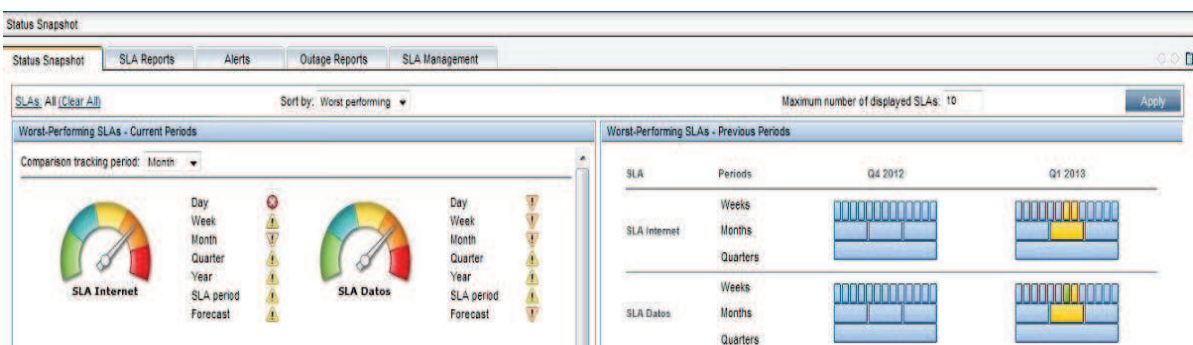 Status Snapshot
Status Snapshot SLA Reports Alerts Outage Reports SLA Management
SLAs: All (Clear All) Sort by: Worst performing Maximum number of displayed SLAs: 10 Apply
Worst-Performing SLAs - Current Periods
Comparison tracking period: Month
SLA Internet
Day
Week
Month
Quarter
Year
SLA period
Forecast
SLA Datos
Day
Week
Month
Quarter
Year
SLA period
Forecast
Worst-Performing SLAs - Previous Periods
SLA Periods Q4 2012 Q1 2013
SLA Internet
Weeks
Months
Quarters
SLA Datos
Weeks
Months
Quarters